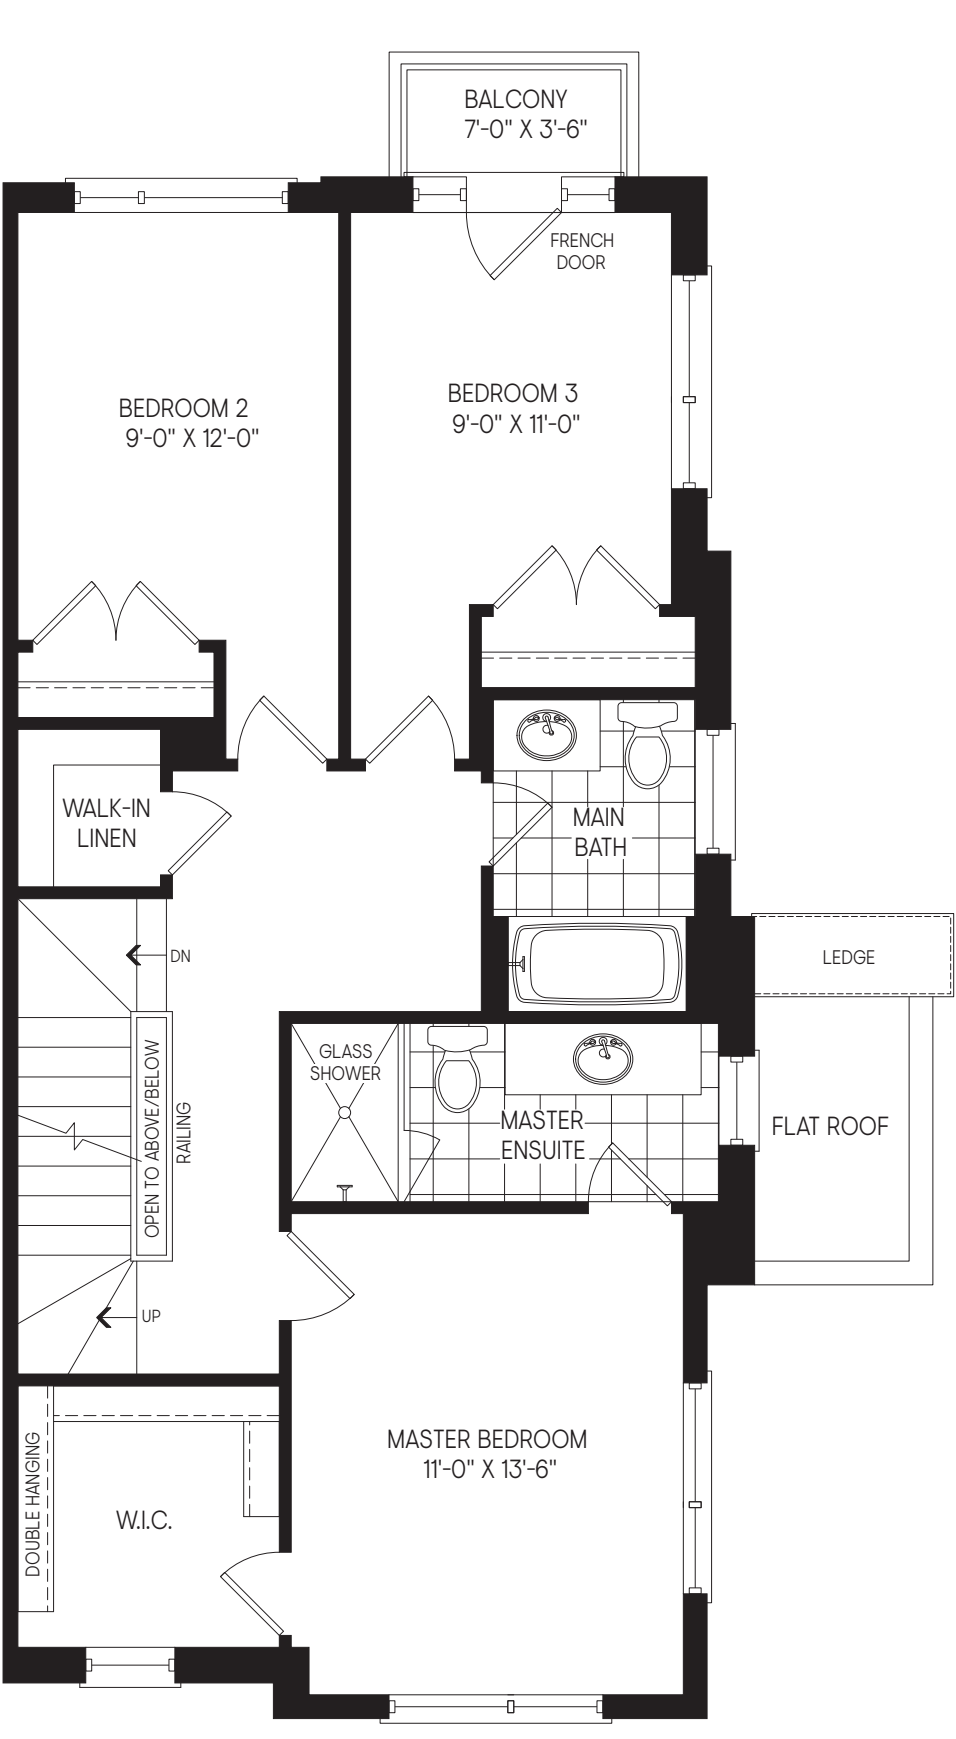 BALCONY
7'-0" X 3'-6"
FRENCH
DOOR
BEDROOM 2
9'-0" X 12'-0"
BEDROOM 3
9'-0" X 11'-0"
WALK-IN
LINEN
MAIN
BATH
DN
LEDGE
OPEN TO ABOVE/BELOW
RAILING
GLASS
SHOWER
MASTER
ENSUITE
FLAT ROOF
UP
MASTER BEDROOM
11'-0" X 13'-6"
DOUBLE HANGING
W.I.C.